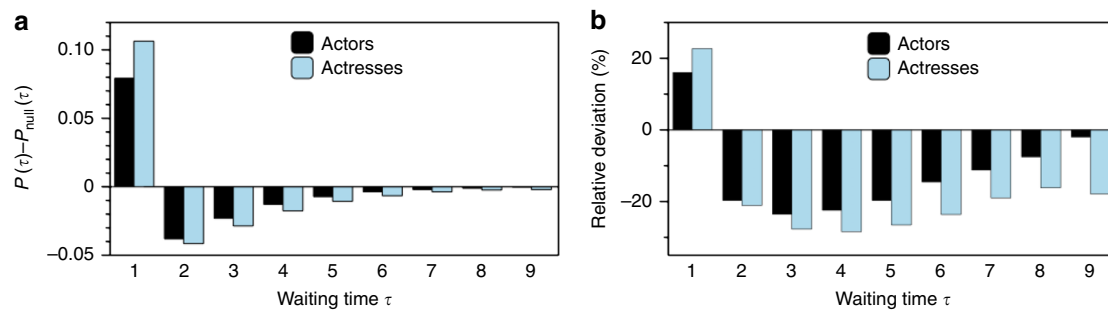 a
0.10
0.05
0
−0.05
P (τ)−Pnull(τ)
Actors
Actresses
1 2 3 4 5 6 7 8 9
Waiting time τ
b
20
0
−20
Relative deviation (%)
Actors
Actresses
1 2 3 4 5 6 7 8 9
Waiting time τ